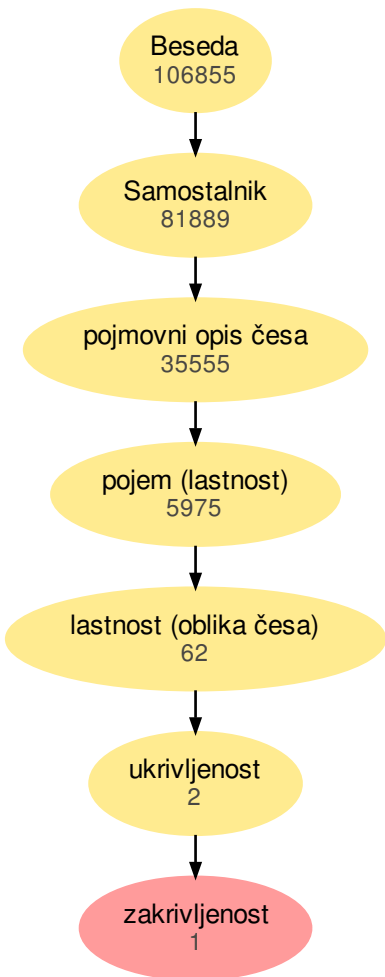 Beseda
106855
Samostalnik
81889
pojmovni opis česa
35555
pojem (lastnost)
5975
lastnost (oblika česa)
62
ukrivljenost
2
zakrivljenost
1